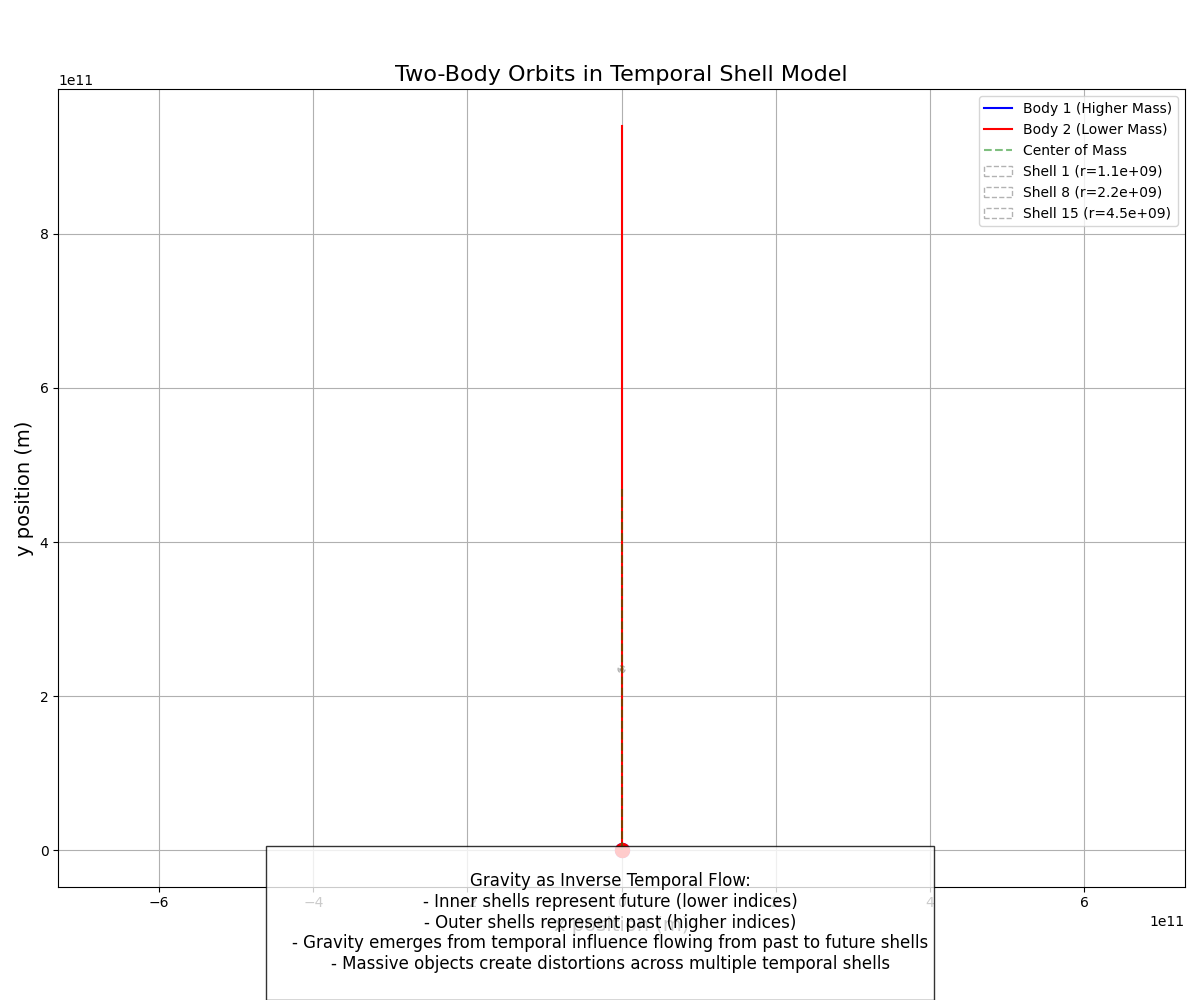 Two-Body Orbits in Temporal Shell Model
1e11
Body 1 (Higher Mass)
Body 2 (Lower Mass)
Center of Mass
Shell 1 (r=1.1e+09)
Shell 8 (r=2.2e+09)
Shell 15 (r=4.5e+09)
8
6
4
2
0
y position (m)
−6
−4
4
6
1e11
position (m)
Gravity as Inverse Temporal Flow:
- Inner shells represent future (lower indices)
- Outer shells represent past (higher indices)
- Gravity emerges from temporal influence flowing from past to future shells
- Massive objects create distortions across multiple temporal shells